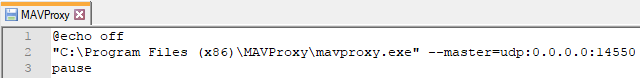 MAVProxy
1 @echo off
2 "C:\Program Files (x86)\MAVProxy\mavproxy.exe" --master=udp:0.0.0.0:14550
3 pause